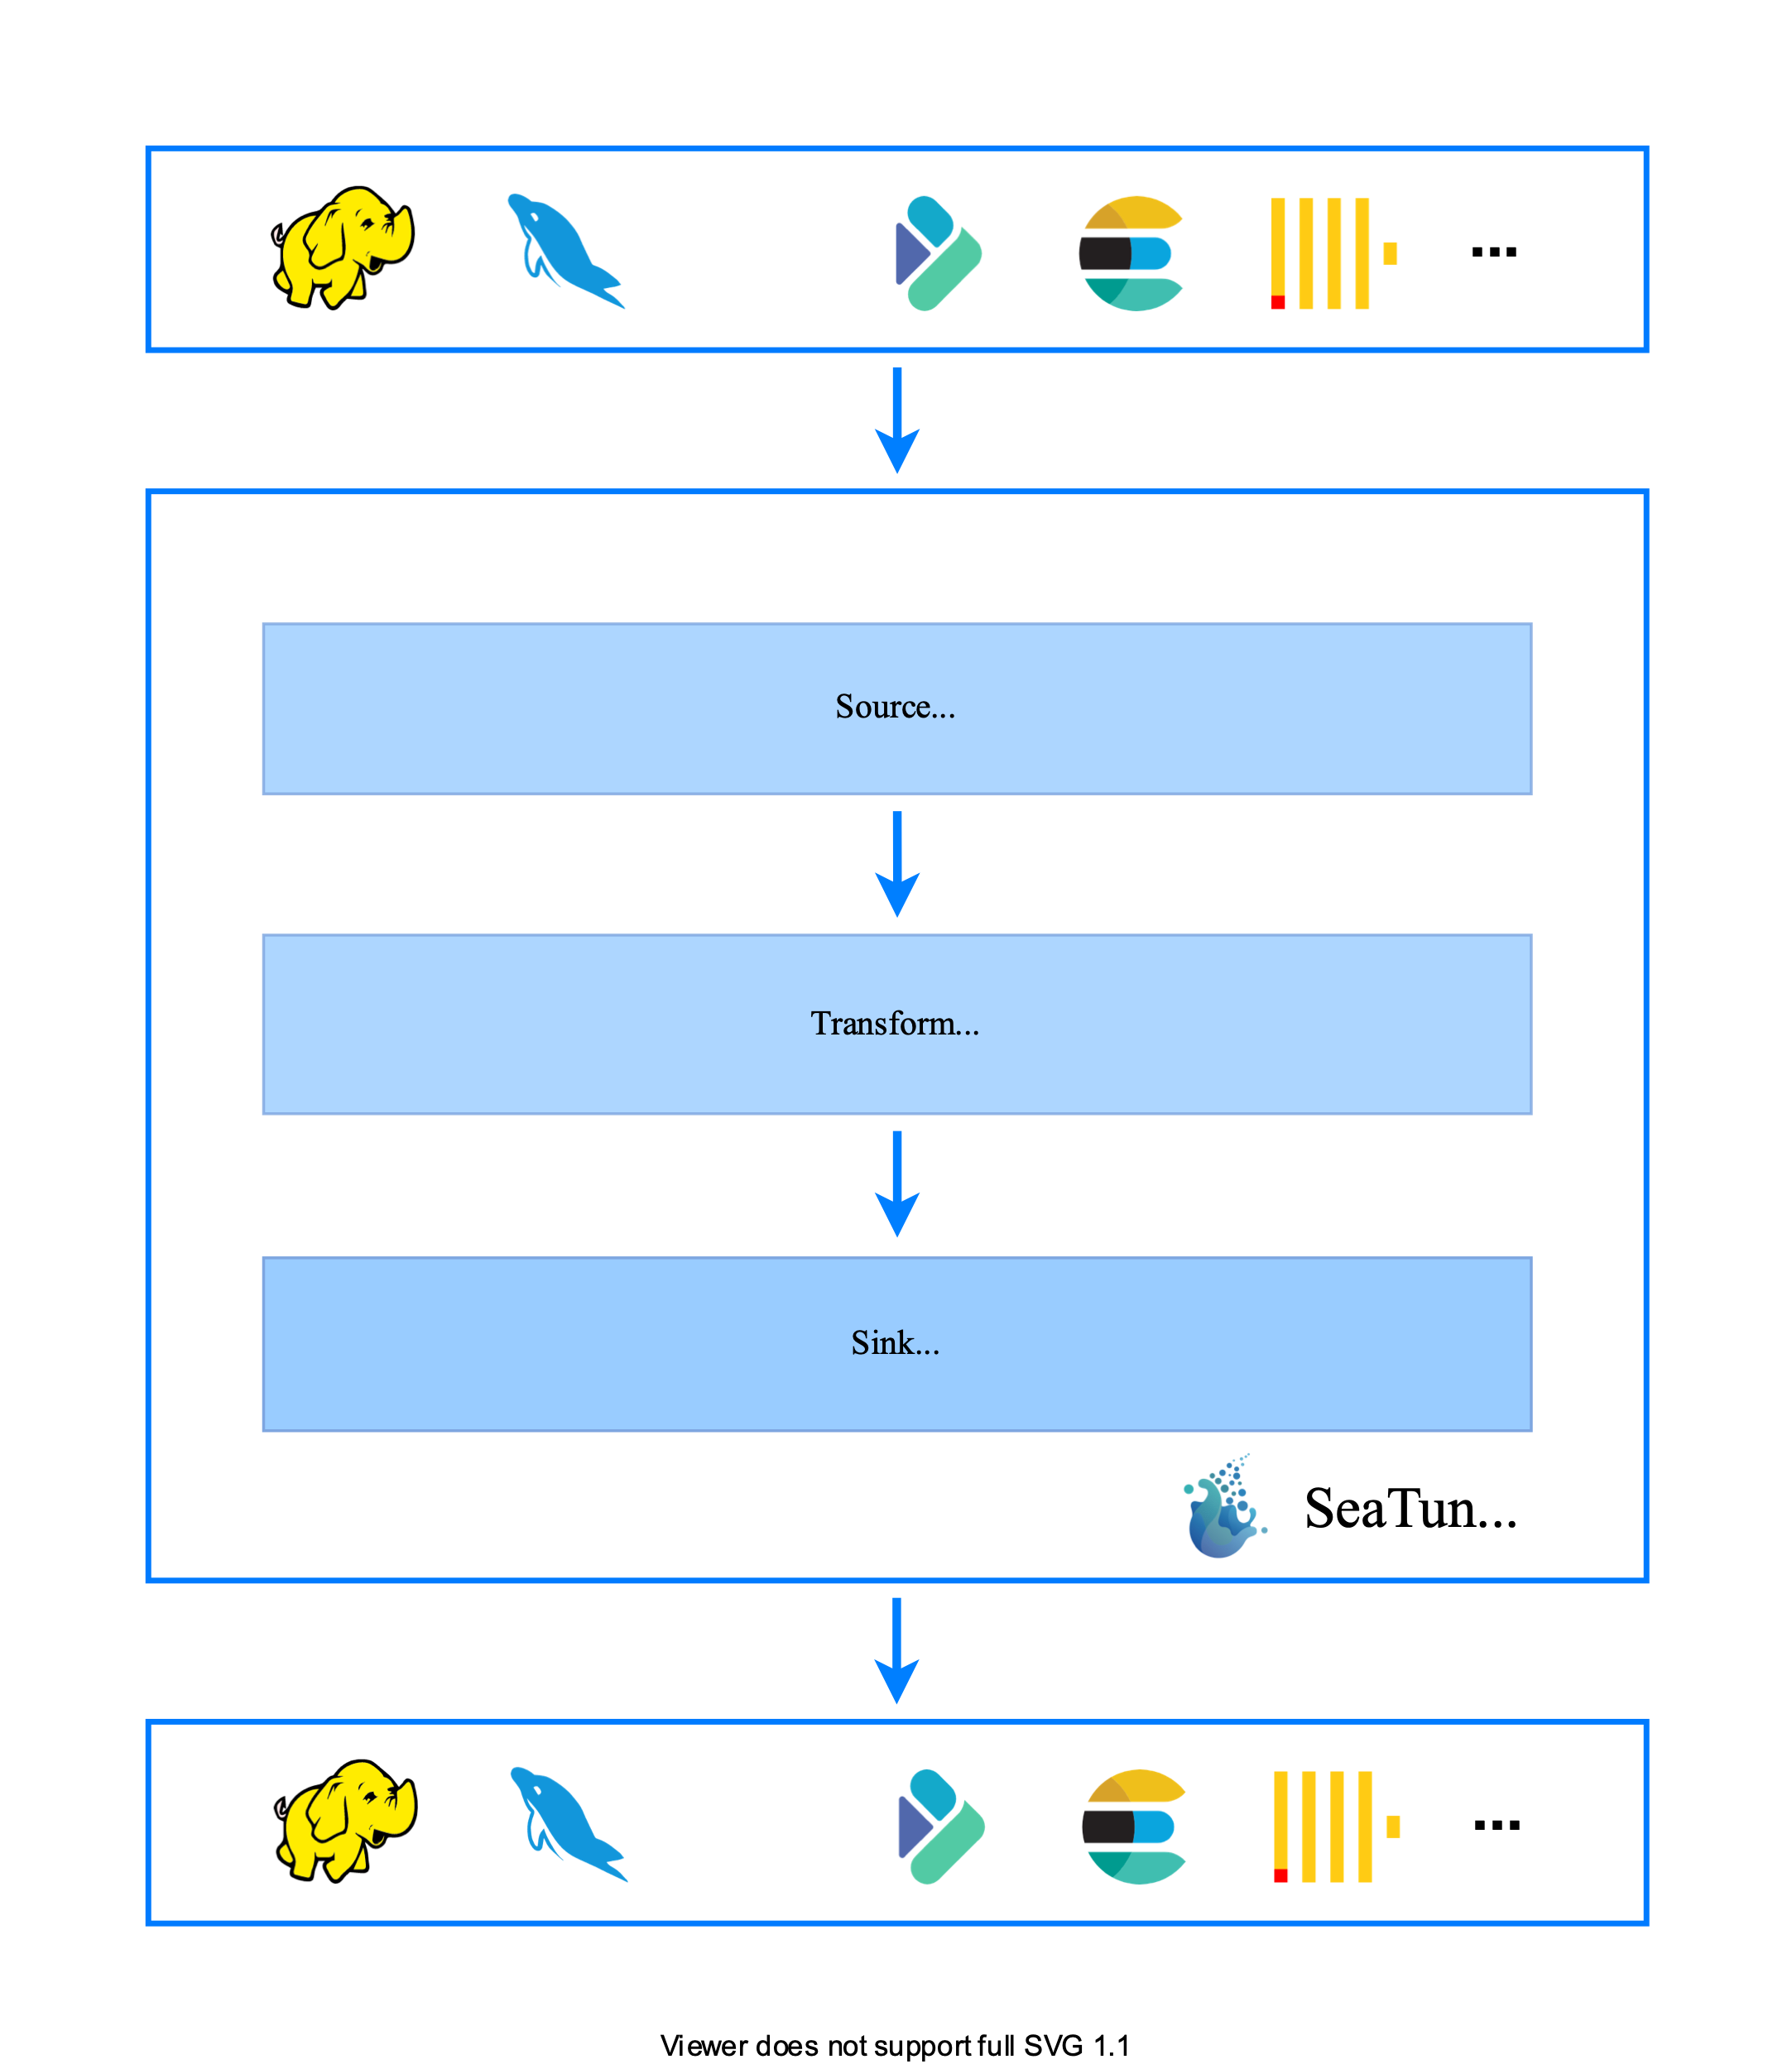 ...
Source...
Transform...
Sink...
SeaTun...
...
Viewer does not support full SVG 1.1